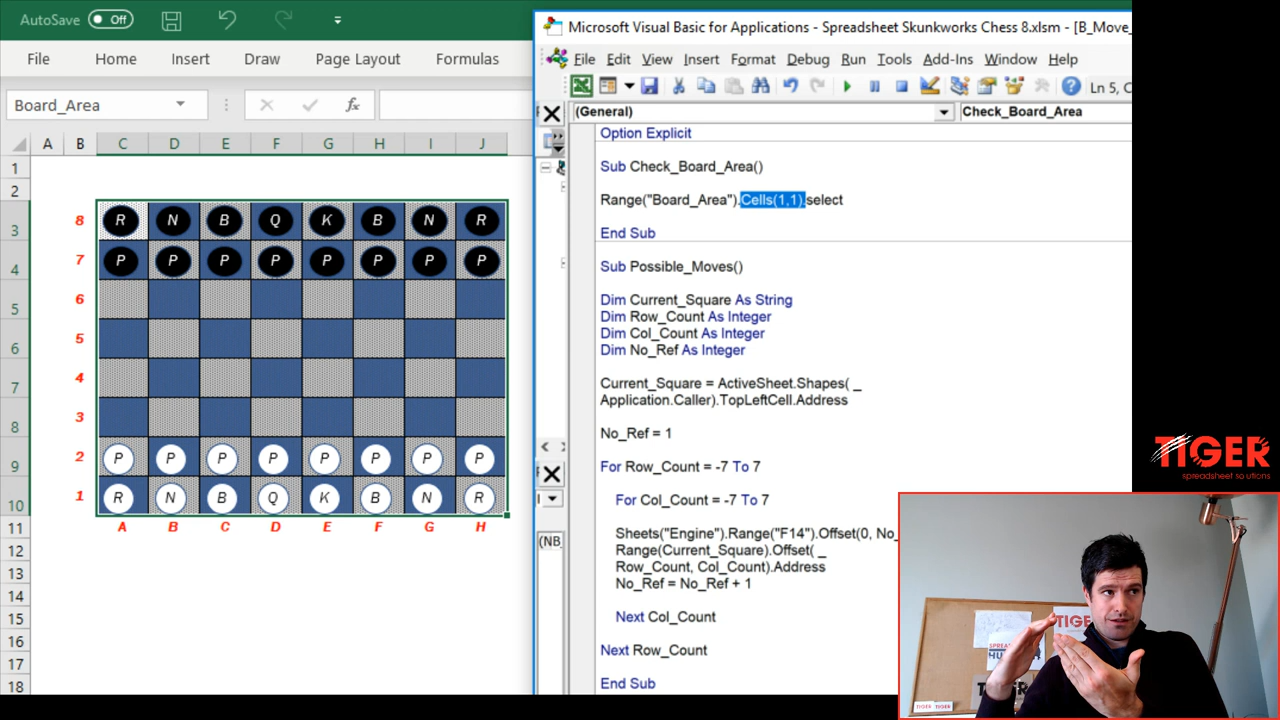 AutoSave Off
File Home Insert Draw Page Layout Formulas
Board_Area fx
A B C D E F G H I J
1
2
3 8 R N B Q K B N R
4 7 P P P P P P P P
5 6
6 5
7 4
8 3
9 2 P P P P P P P P
10 1 R N B Q K B N R
11 A B C D E F G H
12
13
14
15
16
17
18
Microsoft Visual Basic for Applications - Spreadsheet Skunkworks Chess 8.xlsm - [B_Move_
File Edit View Insert Format Debug Run Tools Add-Ins Window Help
Ln 5, C
(General) Check_Board_Area
Option Explicit
Sub Check_Board_Area()
Range("Board_Area").Cells(1,1).select
End Sub
Sub Possible_Moves()
Dim Current_Square As String
Dim Row_Count As Integer
Dim Col_Count As Integer
Dim No_Ref As Integer
Current_Square = ActiveSheet.Shapes( _
Application.Caller).TopLeftCell.Address
No_Ref = 1
For Row_Count = -7 To 7
For Col_Count = -7 To 7
Sheets("Engine").Range("F14").Offset(0, No_
Range(Current_Square).Offset( _
Row_Count, Col_Count).Address
No_Ref = No_Ref + 1
Next Col_Count
Next Row_Count
End Sub
(NB_
TIGER
spreadsheet solutions
TIGER
TIGER TIGER